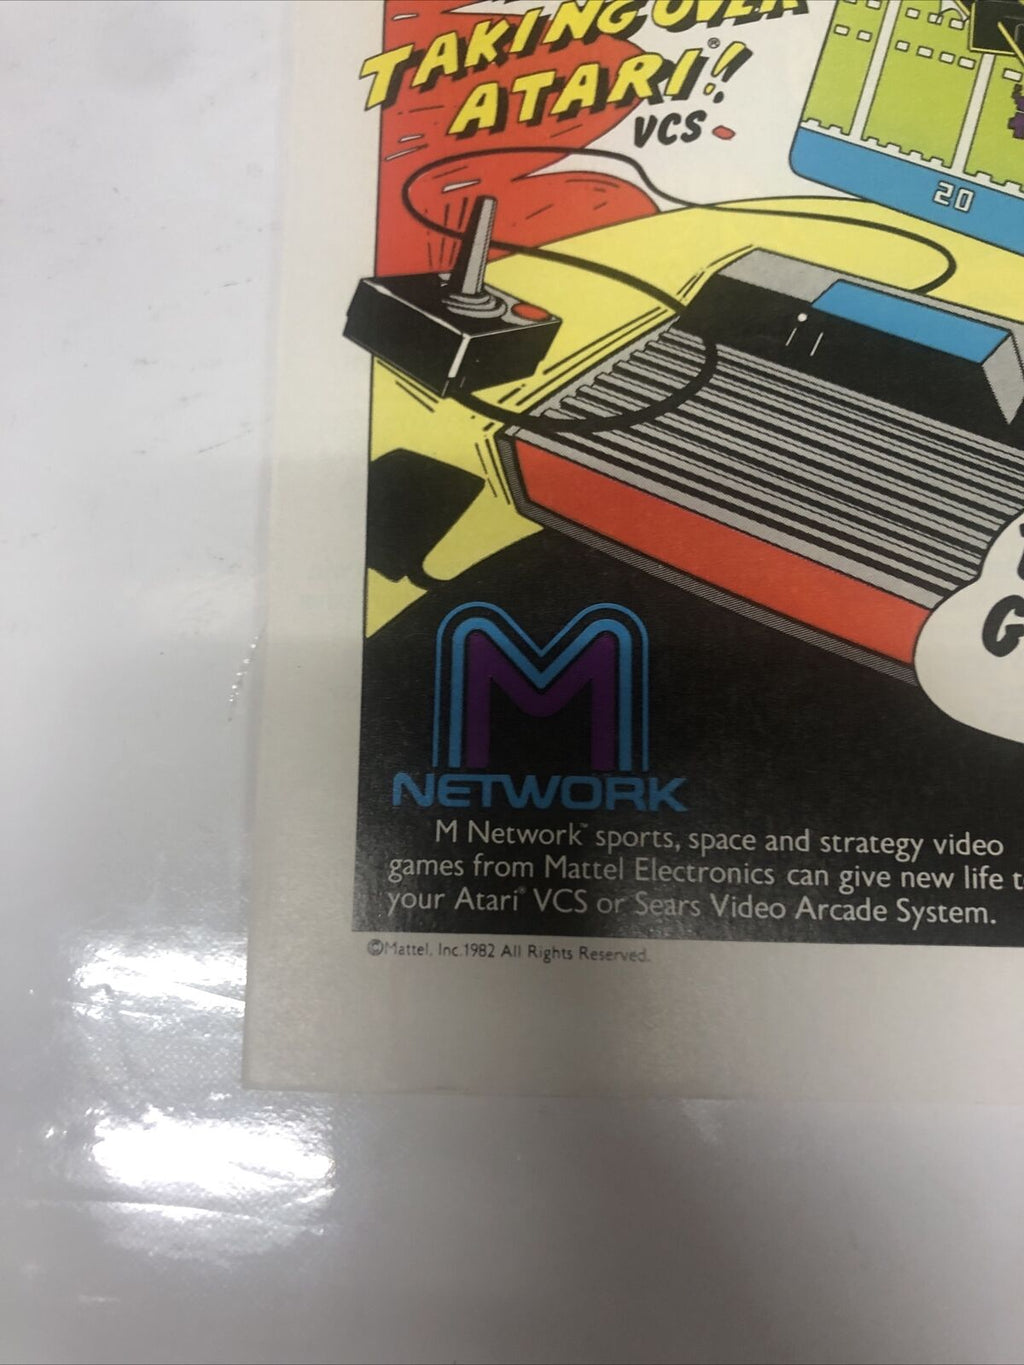 TAKING OVER
ATARI®!!
VCS
20
G
M
NETWORK
M Network™ sports, space and strategy video
games from Mattel Electronics can give new life t
your Atari® VCS or Sears Video Arcade System.
©Mattel, Inc.1982 All Rights Reserved.